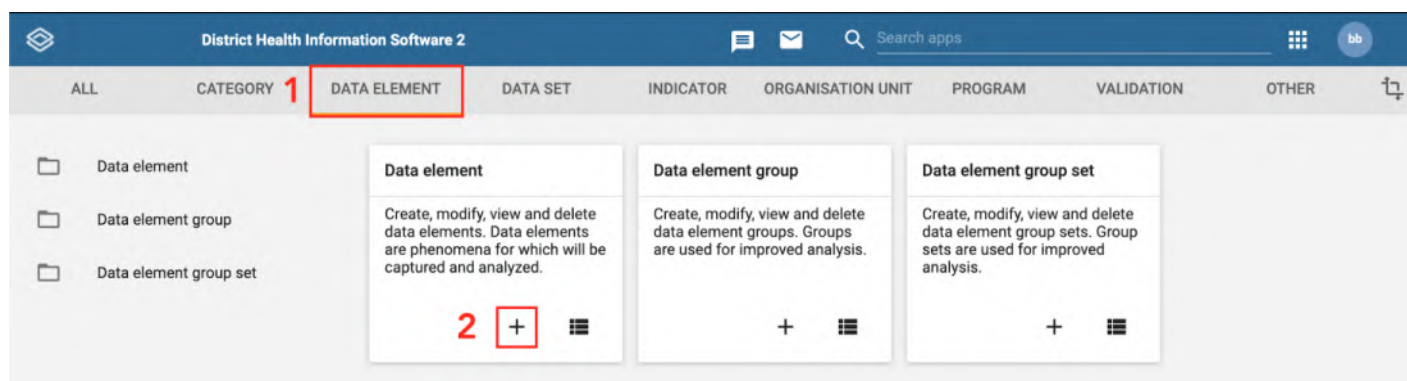 District Health Information Software 2
Search apps
bb
ALL CATEGORY 1 DATA ELEMENT DATA SET INDICATOR ORGANISATION UNIT PROGRAM VALIDATION OTHER
Data element
Data element group
Data element group set
Data element
Create, modify, view and delete
data elements. Data elements
are phenomena for which will be
captured and analyzed.
2 +
Data element group
Create, modify, view and delete
data element groups. Groups
are used for improved analysis.
+
Data element group set
Create, modify, view and delete
data element group sets. Group
sets are used for improved
analysis.
+